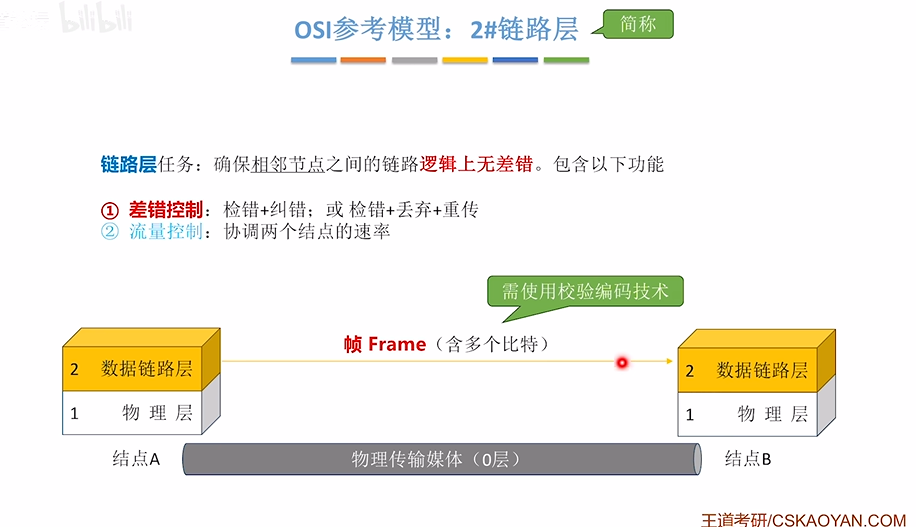 bilibili
OSI参考模型：2#链路层
简称
链路层任务：确保相邻节点之间的链路逻辑上无差错。包含以下功能
① 差错控制：检错+纠错；或 检错+丢弃+重传
② 流量控制：协调两个结点的速率
需使用校验编码技术
帧 Frame（含多个比特）
2 数据链路层
1 物 理 层
2 数据链路层
1 物 理 层
结点A
物理传输媒体（0层）
结点B
王道考研/CSKAOYAN.COM